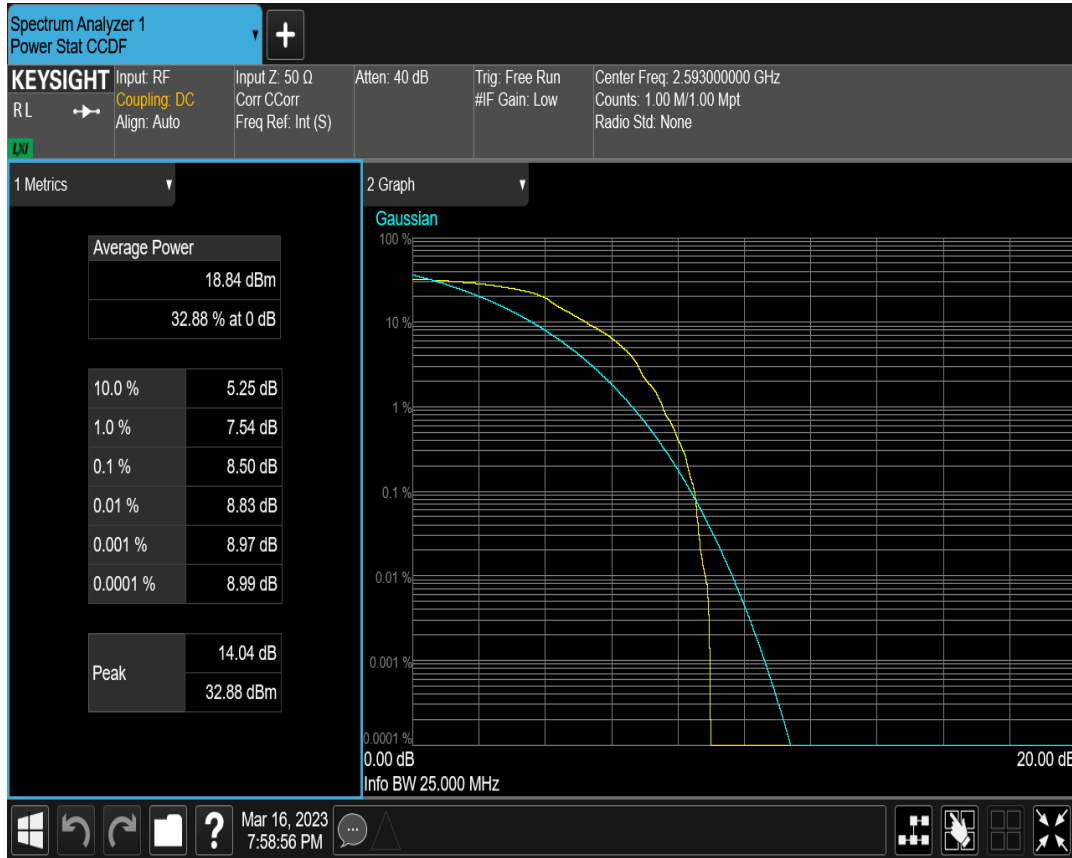 Spectrum Analyzer 1
Power Stat CCDF
KEYSIGHT
RL
LXI
Input: RF
Coupling: DC
Align: Auto
Input Z: 50 Ω
Corr CCorr
Freq Ref: Int (S)
Atten: 40 dB
Trig: Free Run
#IF Gain: Low
Center Freq: 2.593000000 GHz
Counts: 1.00 M/1.00 Mpt
Radio Std: None
1 Metrics
Average Power
18.84 dBm
32.88 % at 0 dB
10.0 % 5.25 dB
1.0 % 7.54 dB
0.1 % 8.50 dB
0.01 % 8.83 dB
0.001 % 8.97 dB
0.0001 % 8.99 dB
Peak
14.04 dB
32.88 dBm
2 Graph
Gaussian
100 %
10 %
1 %
0.1 %
0.01 %
0.001 %
0.0001 %
0.00 dB
20.00 dB
Info BW 25.000 MHz
?
Mar 16, 2023
7:58:56 PM